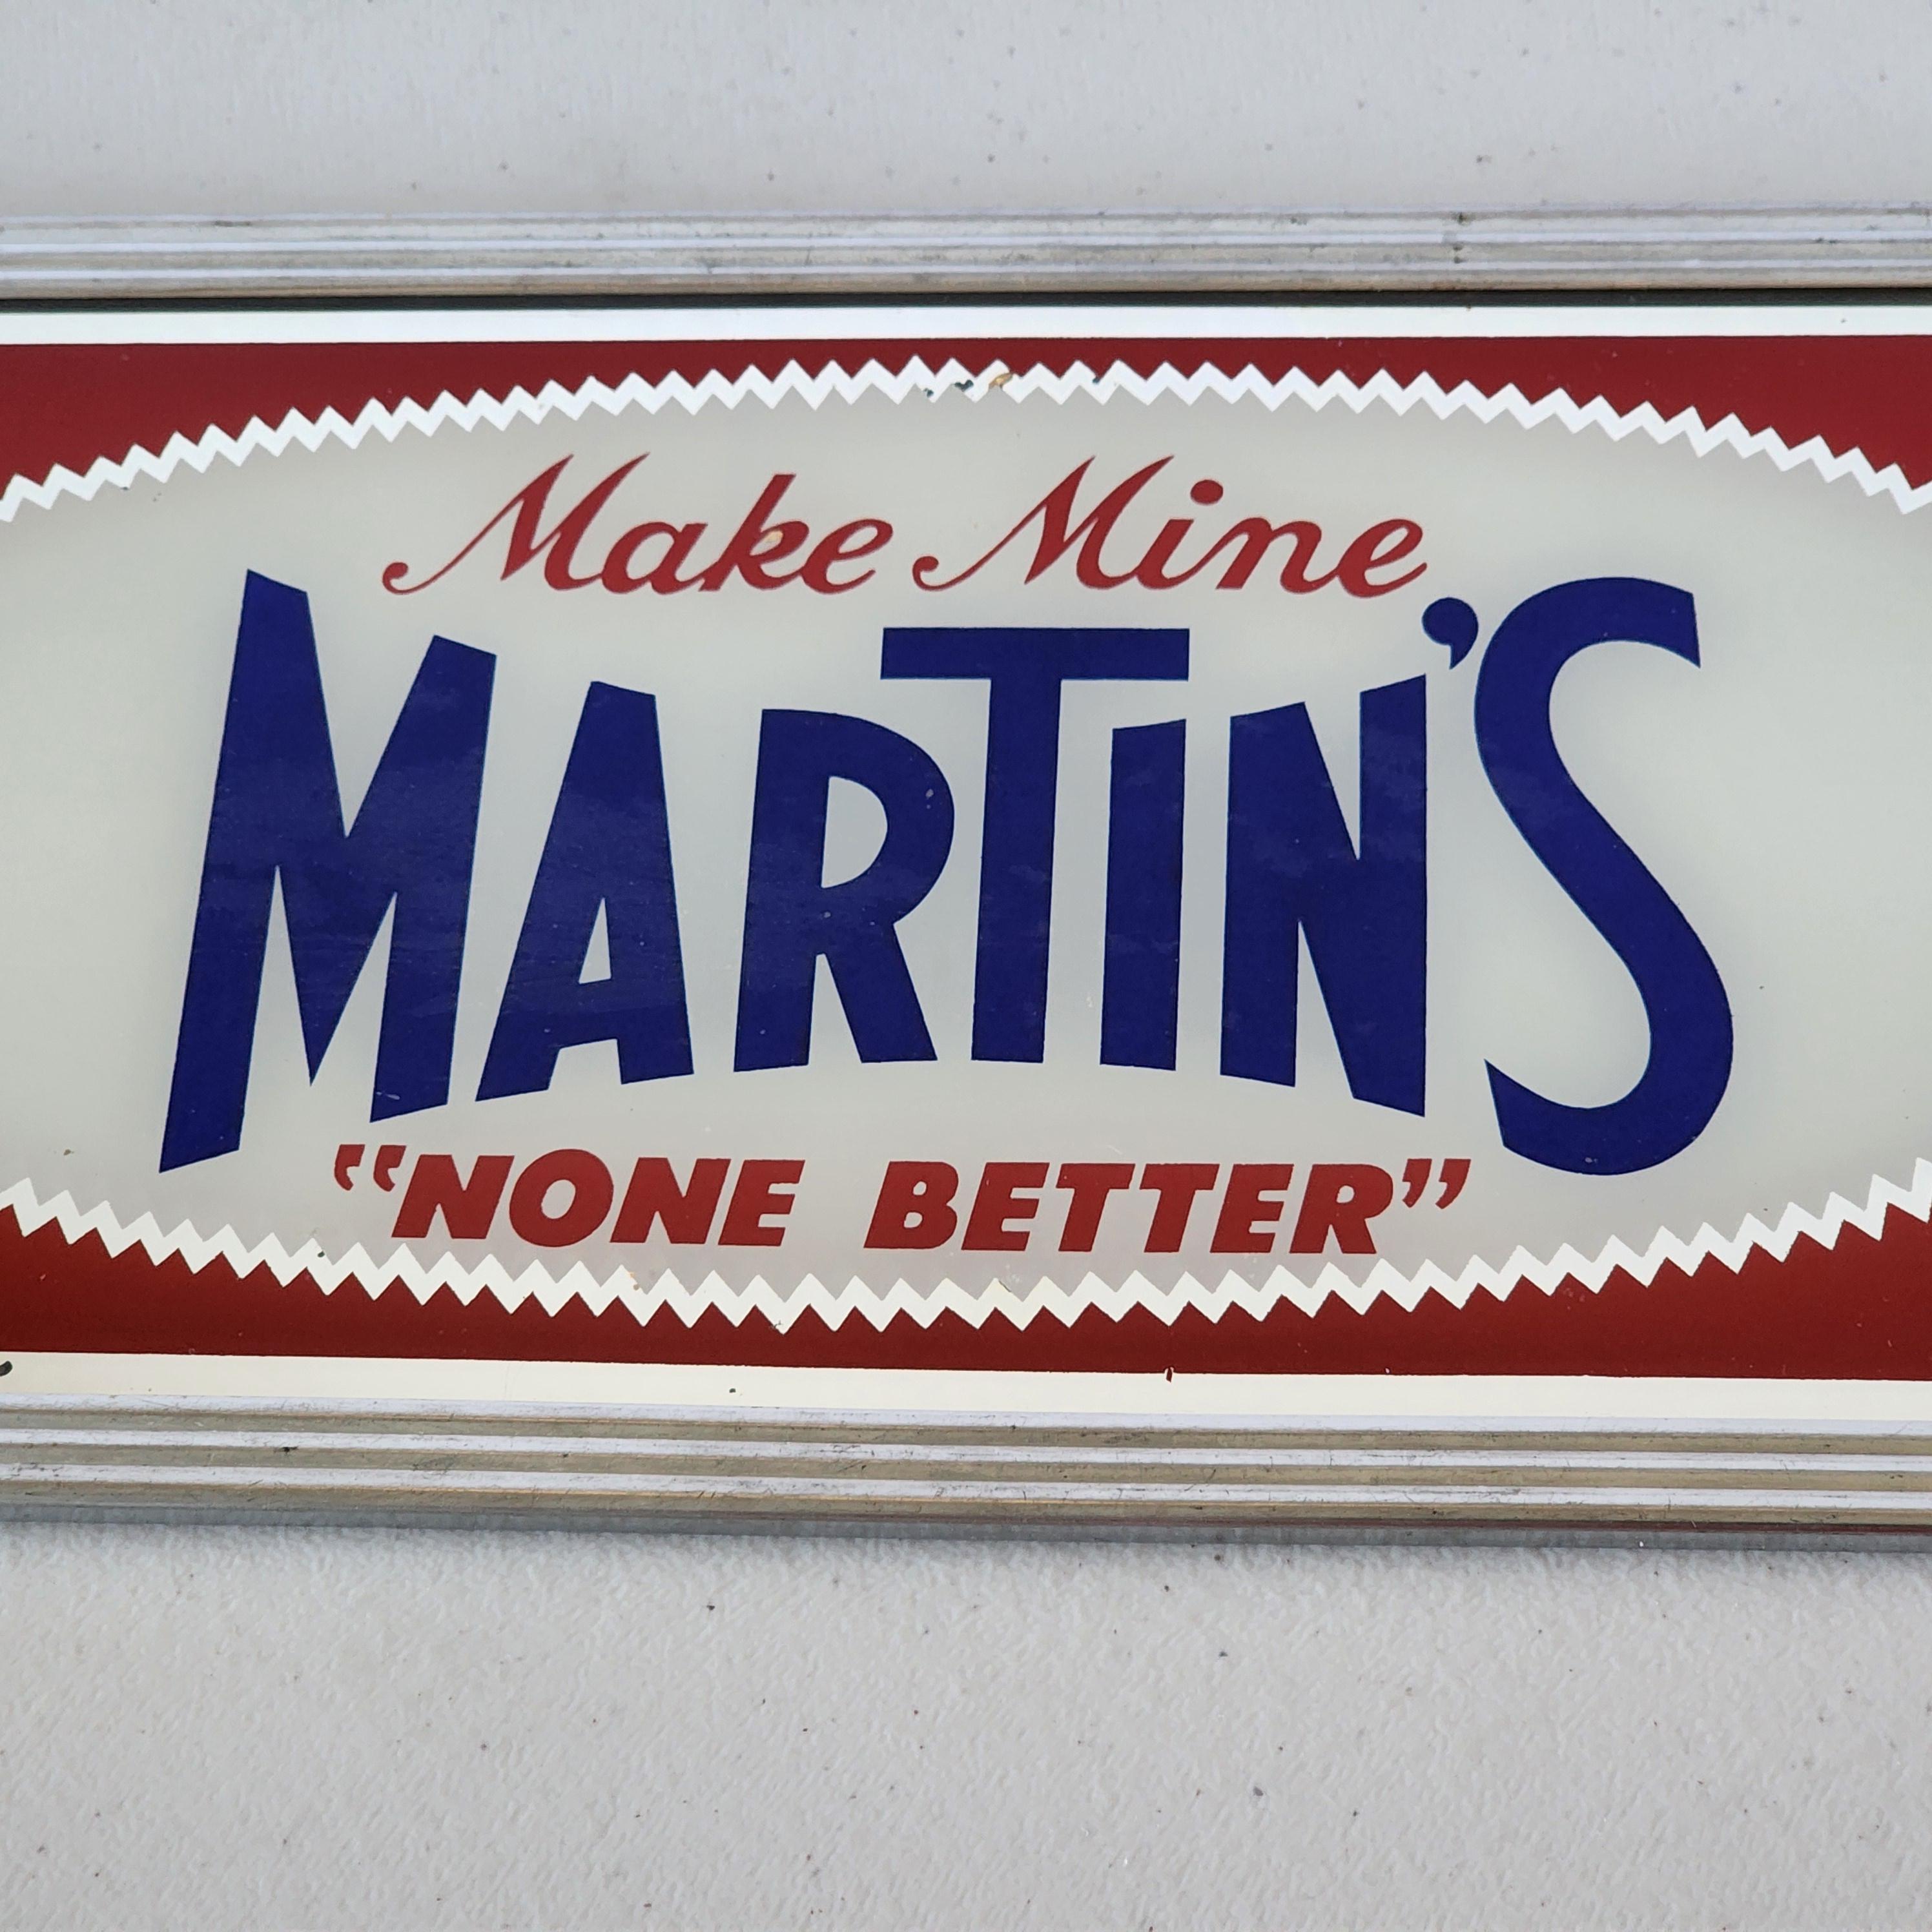 Make Mine
MARTIN'S
"NONE BETTER"